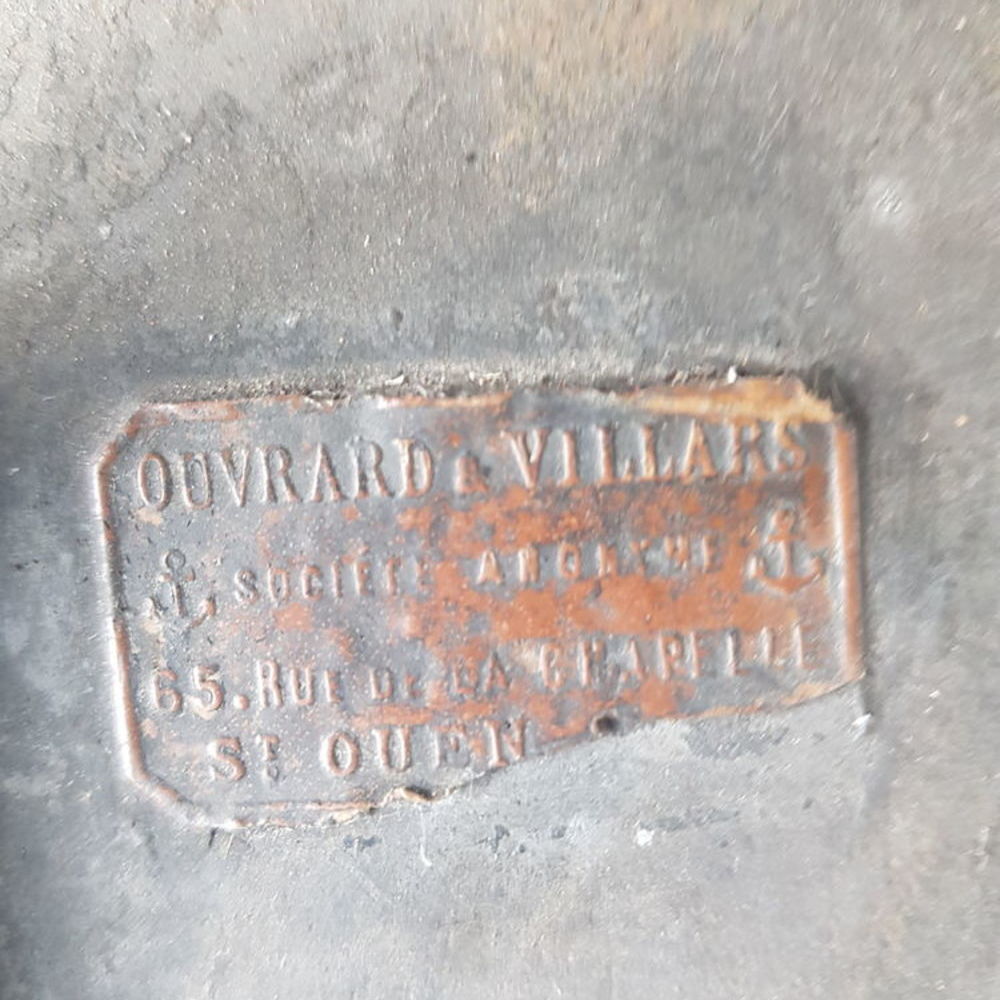 OUVRARD & VILLARS
SOCIÉTÉ ANONYME
65. RUE DE LA CHAPELLE
ST OUEN